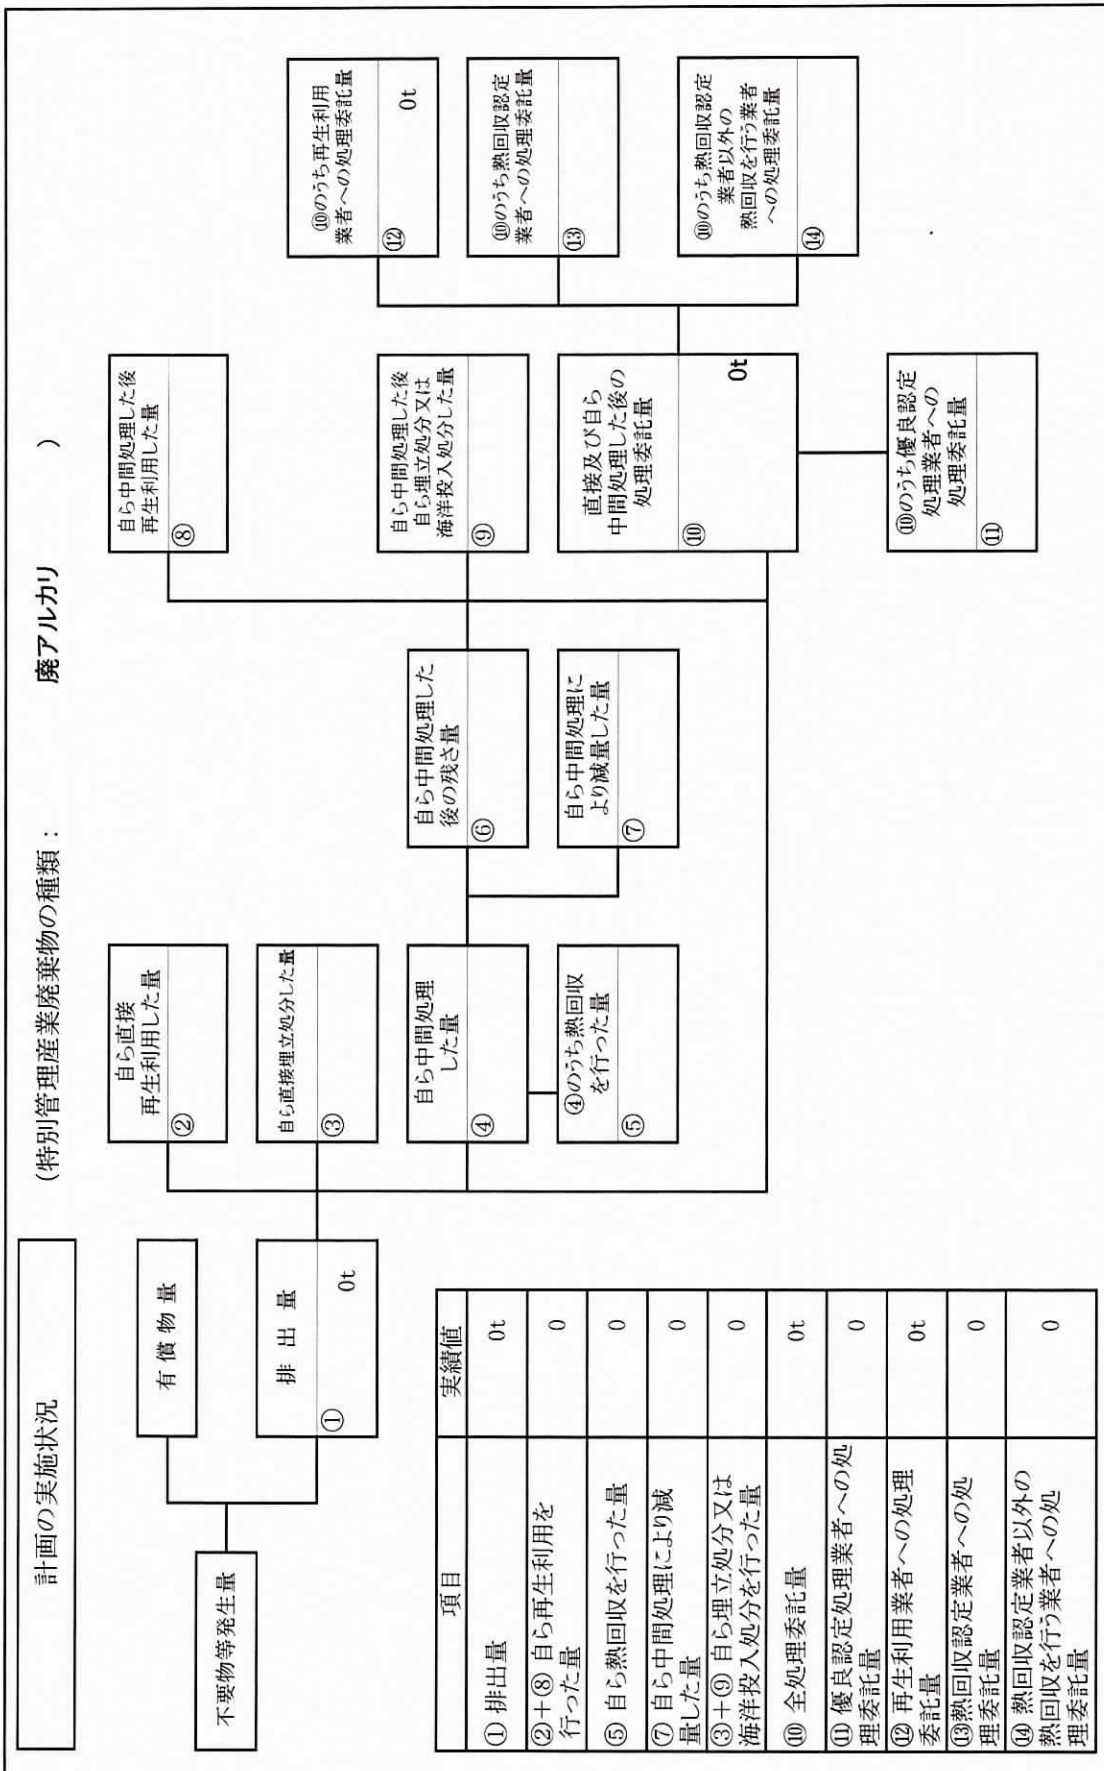 計画の実施状況
(特別管理産業廃棄物の種類： 廃アルカリ )
不要物等発生量
有償物量
排出量
① 0t
自ら直接
再生利用した量
②
自ら直接埋立処分した量
③
自ら中間処理
した量
④
④のうち熱回収
を行った量
⑤
自ら中間処理した
後の残さ量
⑥
自ら中間処理に
より減量した量
⑦
自ら中間処理した後
再生利用した量
⑧
自ら中間処理した後
自ら埋立処分又は
海洋投入処分した量
⑨
直接及び自ら
中間処理した後の
処理委託量
⑩ 0t
⑩のうち優良認定
処理業者への
処理委託量
⑪
⑩のうち再生利用
業者への処理委託量
⑫ 0t
⑩のうち熱回収認定
業者への処理委託量
⑬
⑩のうち熱回収認定
業者以外の
熱回収を行う業者
への処理委託量
⑭
項目 実績値
① 排出量 0t
②＋⑧ 自ら再生利用を
行った量 0
⑤ 自ら熱回収を行った量 0
⑦ 自ら中間処理により減
量した量 0
③＋⑨ 自ら埋立処分又は
海洋投入処分を行った量 0
⑩ 全処理委託量 0t
⑪ 優良認定処理業者への処
理委託量 0
⑫ 再生利用業者への処理
委託量 0t
⑬熱回収認定業者への処
理委託量 0
⑭ 熱回収認定業者以外の
熱回収を行う業者への処
理委託量 0